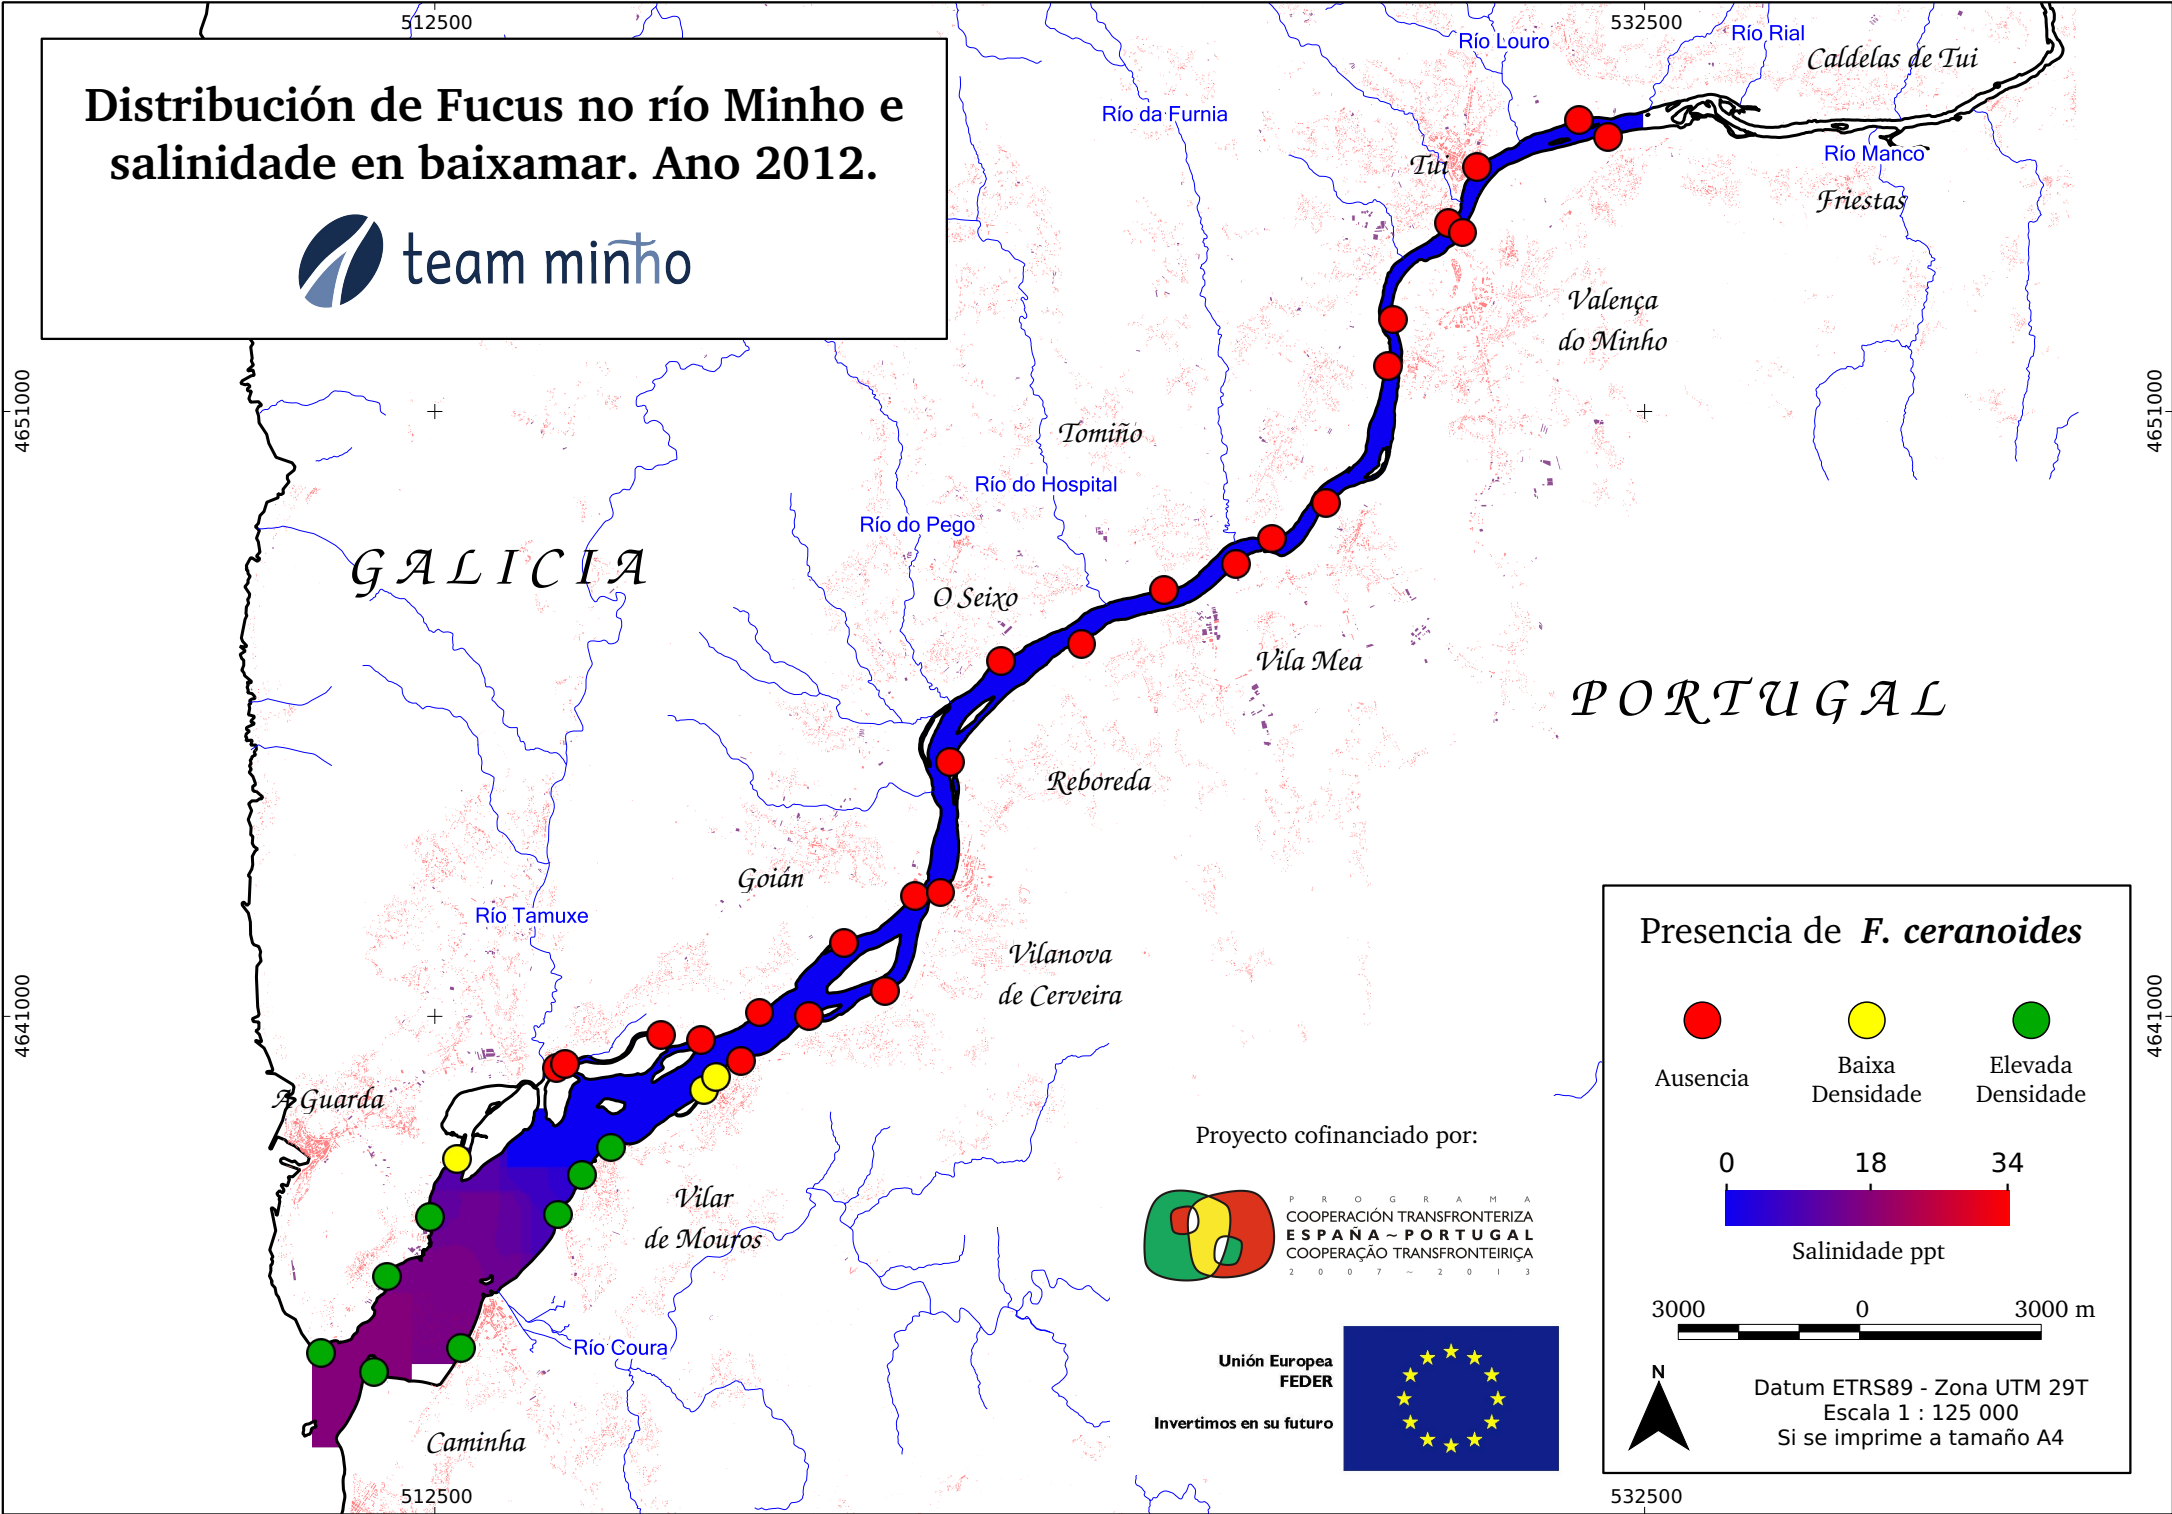 512500
532500
Distribución de Fucus no río Minho e
salinidade en baixamar. Ano 2012.
team minho
Río Louro
Río Rial
Caldelas de Tui
Río da Furnia
Tui
Río Manco
Friestas
Valença
do Minho
4651000
4651000
Tomiño
Río do Hospital
Río do Pego
GALICIA
O Seixo
Vila Mea
PORTUGAL
Reboreda
Goián
Río Tamuxe
Vilanova
de Cerveira
4641000
4641000
A Guarda
Vilar
de Mouros
Río Coura
Caminha
Presencia de F. ceranoides
Ausencia
Baixa
Densidade
Elevada
Densidade
0 18 34
Salinidade ppt
3000 0 3000 m
N
Datum ETRS89 - Zona UTM 29T
Escala 1 : 125 000
Si se imprime a tamaño A4
Proyecto cofinanciado por:
PROGRAMA
COOPERACIÓN TRANSFRONTERIZA
ESPAÑA ~ PORTUGAL
COOPERAÇÃO TRANSFRONTEIRIÇA
2007 ~ 2013
Unión Europea
FEDER
Invertimos en su futuro
512500
532500